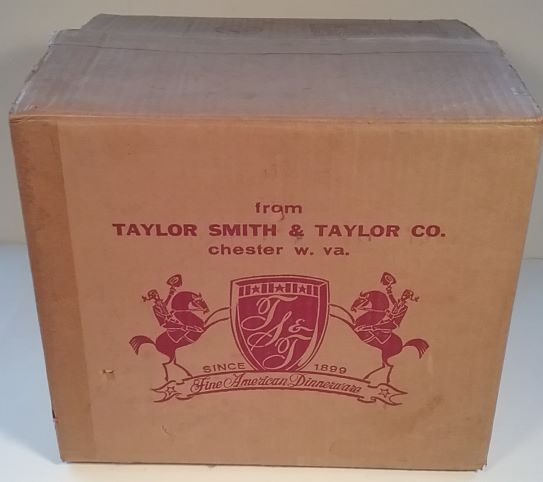 from
TAYLOR SMITH & TAYLOR CO.
chester w. va.
TS&T
SINCE 1899
Fine American Dinnerware